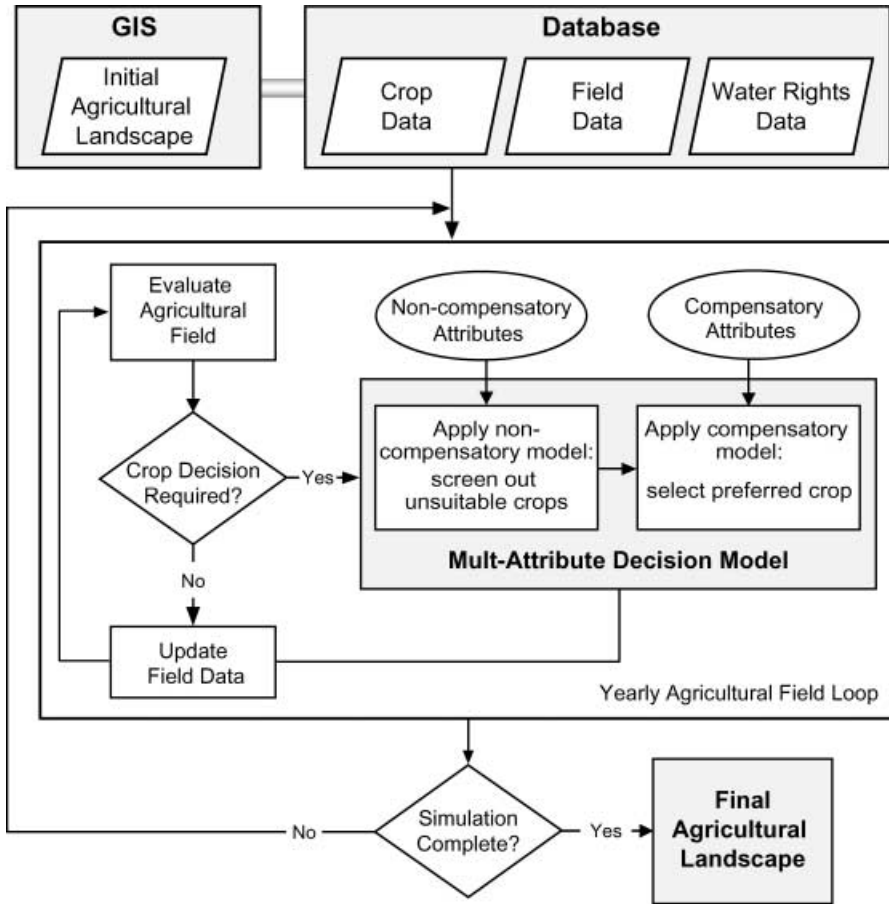 GIS
Initial
Agricultural
Landscape
Database
Crop
Data
Field
Data
Water Rights
Data
Evaluate
Agricultural
Field
Non-compensatory
Attributes
Compensatory
Attributes
Crop Decision
Required?
Yes
Apply non-
compensatory model:
screen out
unsuitable crops
Apply compensatory
model:
select preferred crop
Mult-Attribute Decision Model
No
Update
Field Data
Yearly Agricultural Field Loop
Simulation
Complete?
No
Yes
Final
Agricultural
Landscape